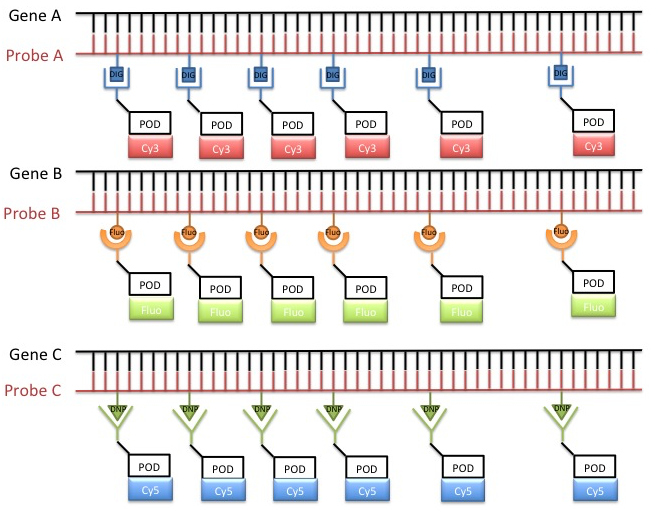 Gene A
Probe A
DIG DIG DIG DIG DIG DIG
POD POD POD POD POD POD
Cy3 Cy3 Cy3 Cy3 Cy3 Cy3
Gene B
Probe B
Fluo Fluo Fluo Fluo Fluo Fluo
POD POD POD POD POD POD
Fluo Fluo Fluo Fluo Fluo Fluo
Gene C
Probe C
DNP DNP DNP DNP DNP DNP
POD POD POD POD POD POD
Cy5 Cy5 Cy5 Cy5 Cy5 Cy5